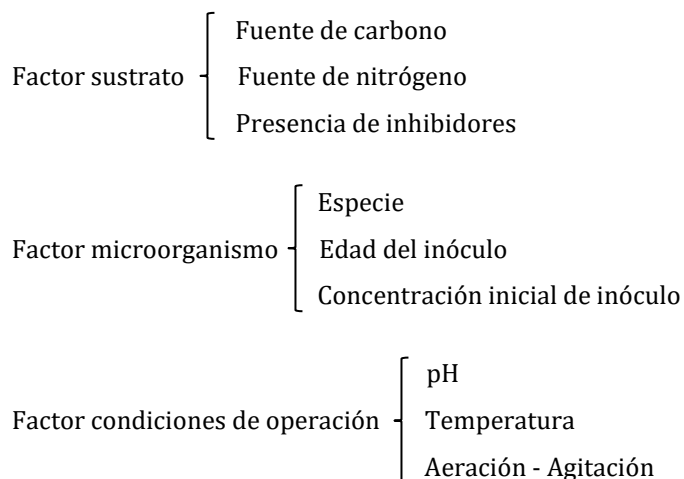 Fuente de carbono
Factor sustrato
Fuente de nitrógeno
Presencia de inhibidores
Especie
Factor microorganismo
Edad del inóculo
Concentración inicial de inóculo
pH
Factor condiciones de operación
Temperatura
Aeración - Agitación